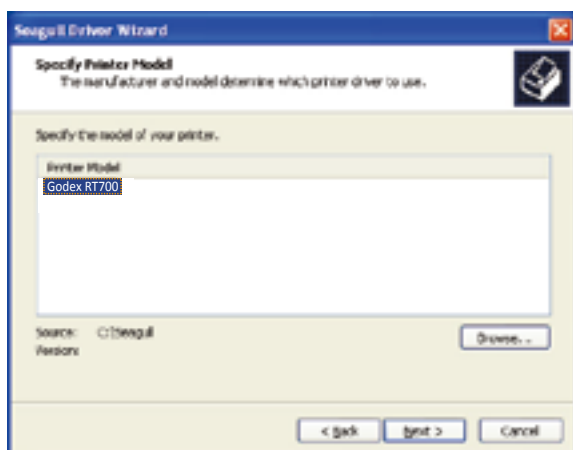 Seagull Driver Wizard
Specify Printer Model
The manufacturer and model determine which printer driver to use.
Specify the model of your printer.
Printer Model
Godex RT700
Source: C:\Seagull
Version:
Browse...
< Back
Next >
Cancel